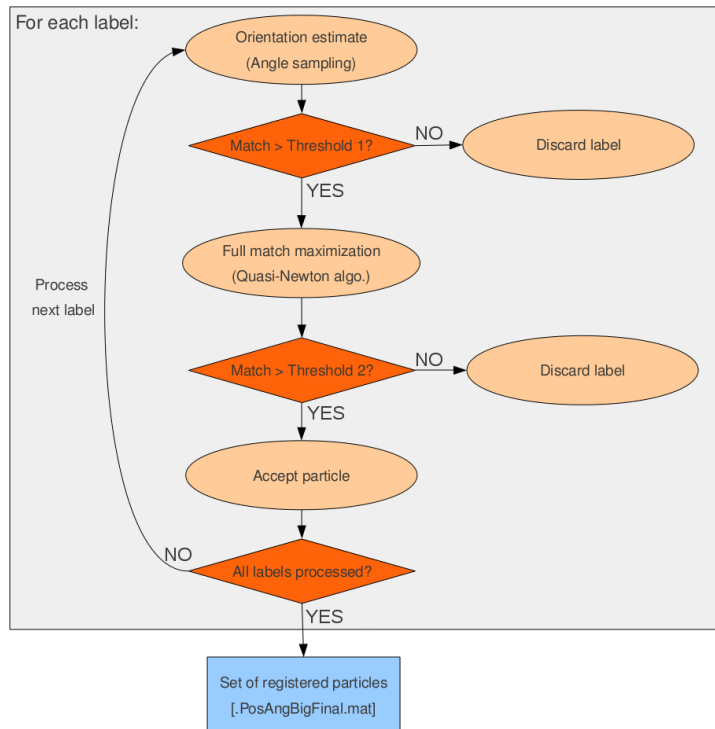 For each label:
Orientation estimate
(Angle sampling)
Match > Threshold 1?
NO
Discard label
YES
Full match maximization
(Quasi-Newton algo.)
Process
next label
Match > Threshold 2?
NO
Discard label
YES
Accept particle
NO
All labels processed?
YES
Set of registered particles
[.PosAngBigFinal.mat]